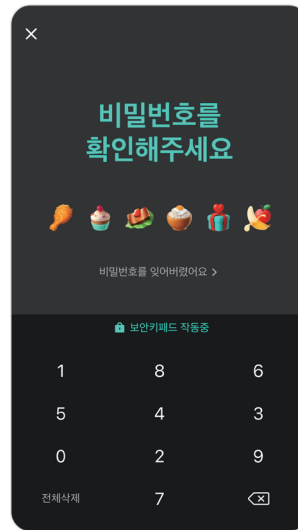 비밀번호를
확인해주세요
비밀번호를 잊어버렸어요 >
보안키패드 작동중
1 8 6
5 4 3
0 2 9
전체삭제 7